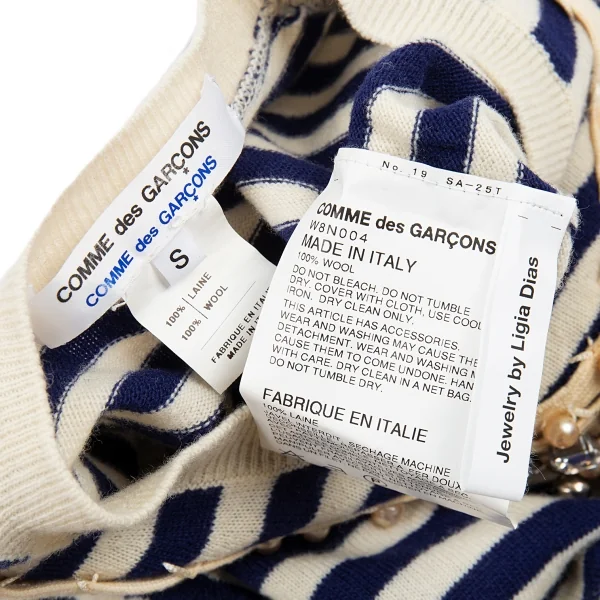 COMME des GARÇONS
COMME des GARÇONS
S
100% LAINE
100% WOOL
FABRIQUE EN ITALIE
MADE IN ITALY
No. 19 SA-25T
COMME des GARÇONS
W8N004
MADE IN ITALY
100% WOOL
DO NOT BLEACH. DO NOT TUMBLE
DRY. COVER WITH CLOTH. USE COOL
IRON. DRY CLEAN ONLY.
THIS ARTICLE HAS ACCESSORIES.
WEAR AND WASHING MAY CAUSE THE
DETACHMENT. WEAR AND WASHING M
CAUSE THEM TO COME UNDONE. HAN
WITH CARE. DRY CLEAN IN A NET BAG.
DO NOT TUMBLE DRY.
FABRIQUE EN ITALIE
100% LAINE
INTERDIT. SECHAGE MACHINE
Jewelry by Ligia Dias